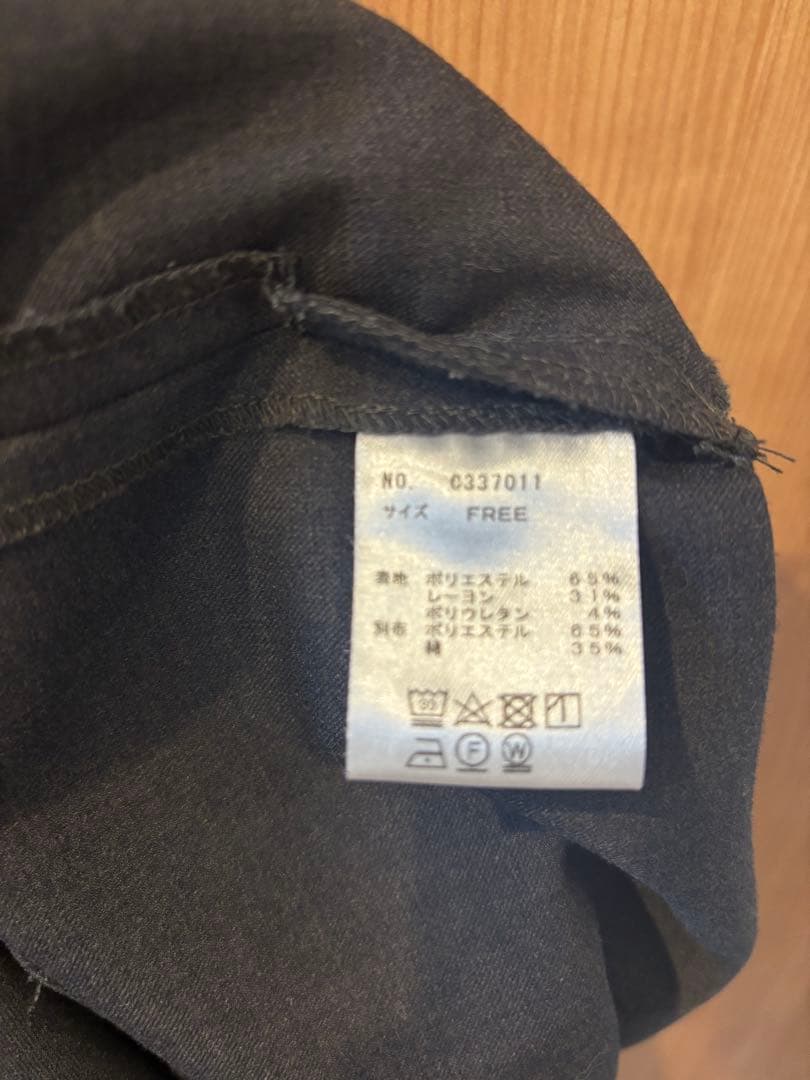 NO. C337011
サイズ FREE
表地 ポリエステル 65%
レーヨン 31%
ポリウレタン 4%
別布 ポリエステル 65%
綿 35%
30
F W